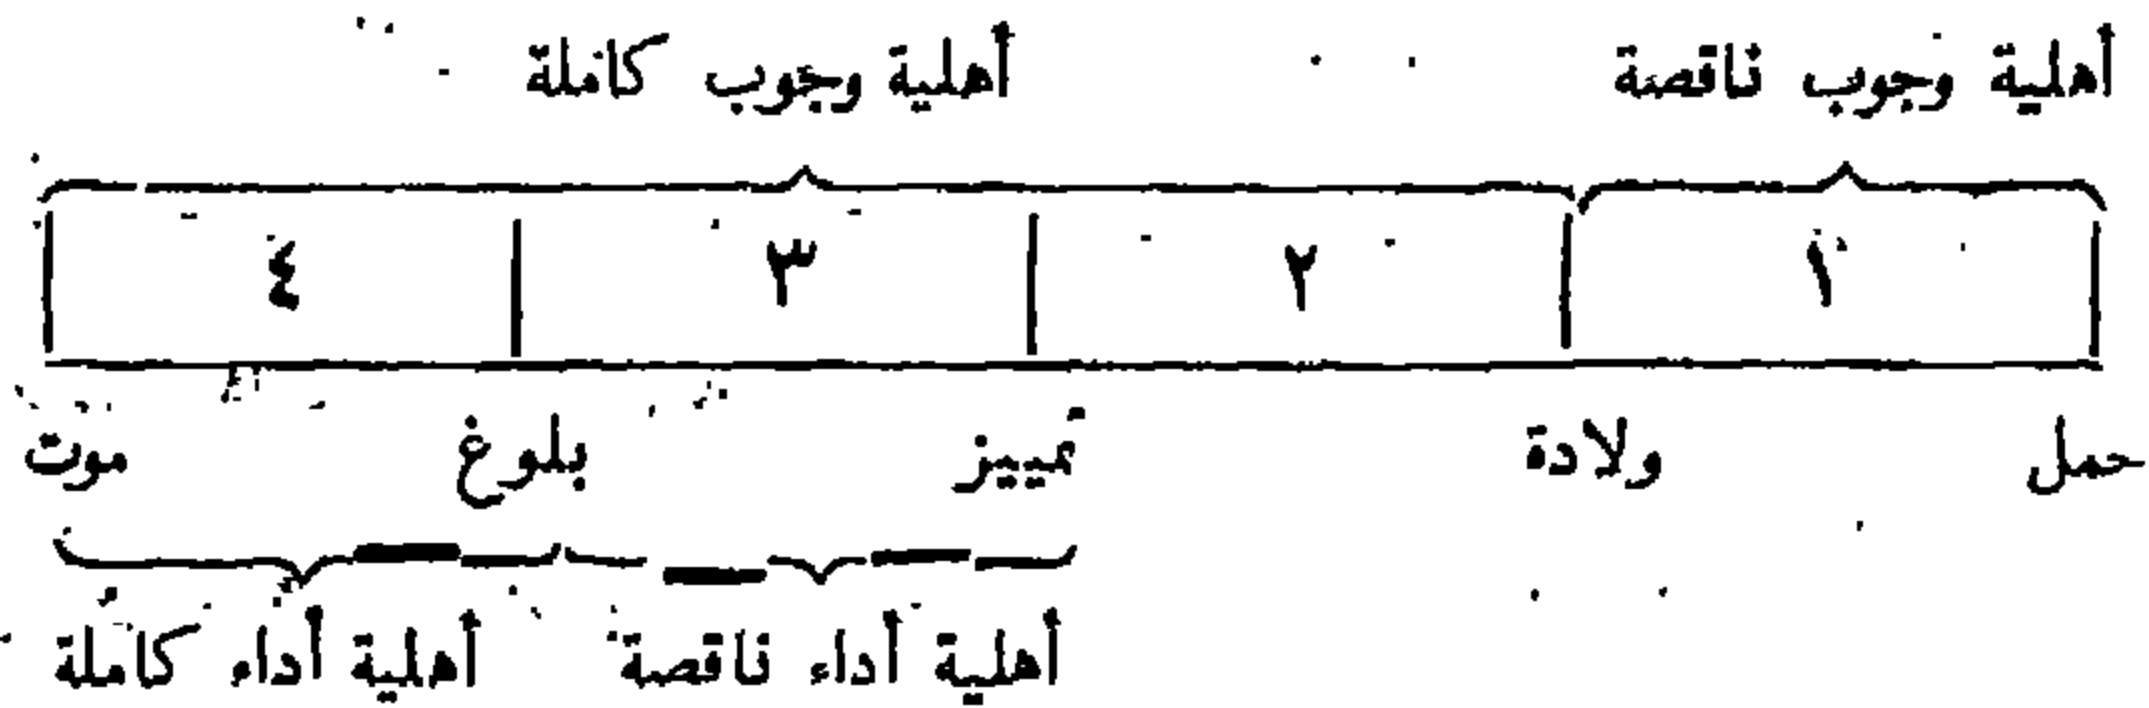 أهلية وجوب ناقصة أهلية وجوب كاملة
١ ٢ ٣ ٤
حمل ولادة تمييز بلوغ موت
أهلية أداء ناقصة أهلية أداء كاملة